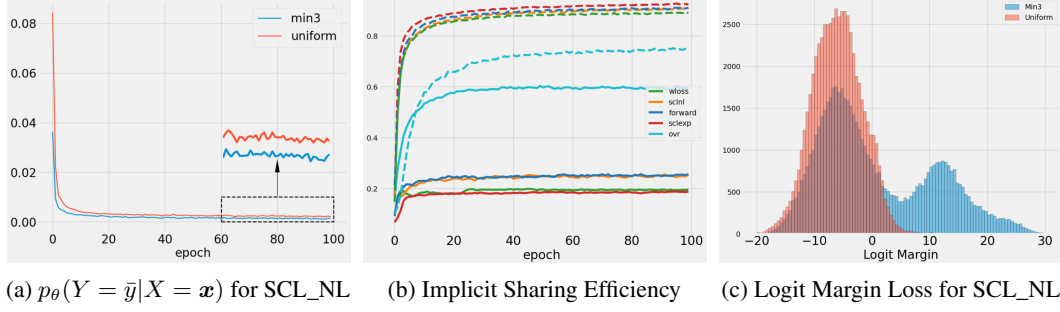 min3
uniform
0.08
0.06
0.04
0.02
0.00
0 20 40 60 80 100
epoch
(a) pθ(Y = ȳ|X = x) for SCL_NL
0.8
0.6
0.4
0.2
wloss
sclnl
forward
sclexp
ovr
0 20 40 60 80 100
epoch
(b) Implicit Sharing Efficiency
Min3
Uniform
2500
2000
1500
1000
500
0
−20 −10 0 10 20 30
Logit Margin
(c) Logit Margin Loss for SCL_NL